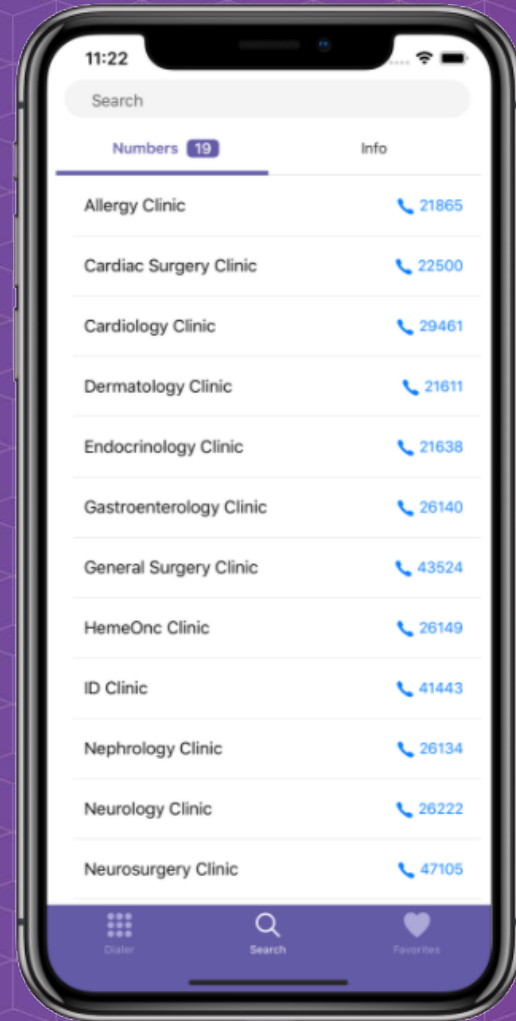 11:22
Search
Numbers 19 Info
Allergy Clinic 21865
Cardiac Surgery Clinic 22500
Cardiology Clinic 29461
Dermatology Clinic 21611
Endocrinology Clinic 21638
Gastroenterology Clinic 26140
General Surgery Clinic 43524
HemeOnc Clinic 26149
ID Clinic 41443
Nephrology Clinic 26134
Neurology Clinic 26222
Neurosurgery Clinic 47105
Dialer Search Favorites